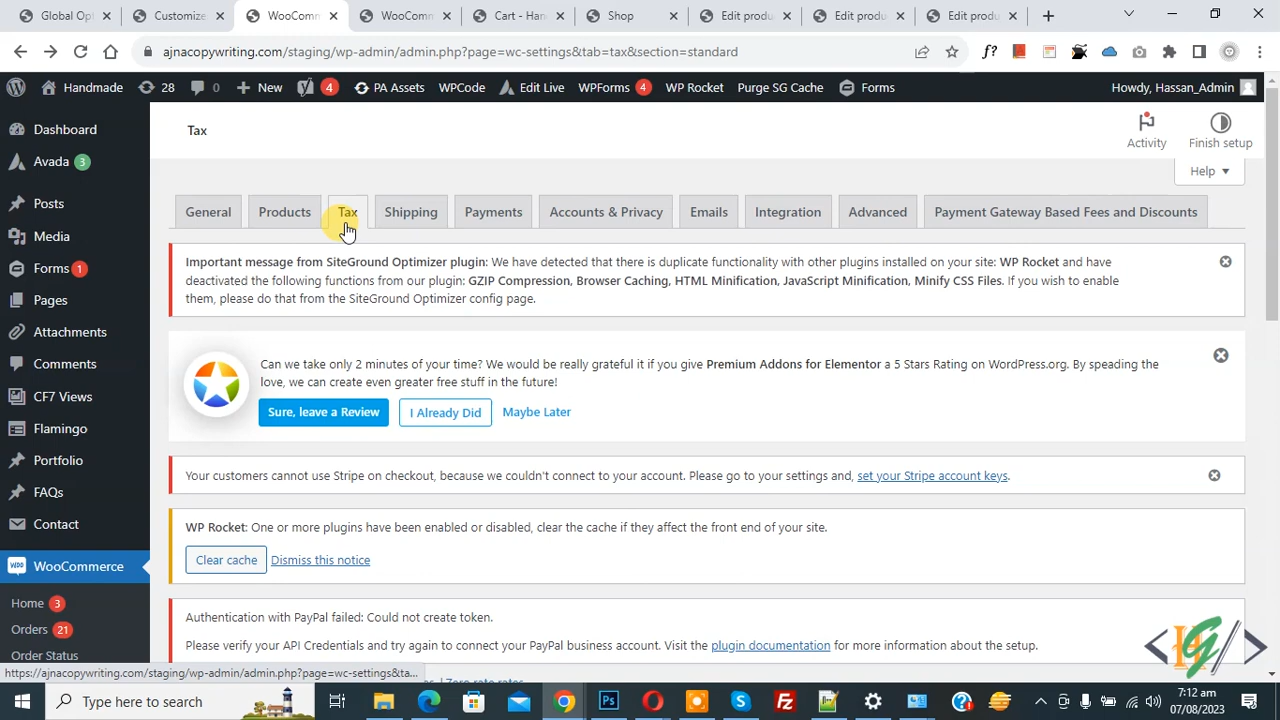 Global Opt
Customize
WooComm
WooComm
Cart - Han
Shop
Edit produ
Edit produ
Edit produ
ajnacopywriting.com/staging/wp-admin/admin.php?page=wc-settings&tab=tax&section=standard
f?
Handmade
28
0
New
4
PA Assets
WPCode
Edit Live
WPForms 4
WP Rocket
Purge SG Cache
Forms
Howdy, Hassan_Admin
Dashboard
Avada 3
Posts
Media
Forms 1
Pages
Attachments
Comments
CF7 Views
Flamingo
Portfolio
FAQs
Contact
WooCommerce
Home 3
Orders 21
Order Status
Tax
Activity
Finish setup
Help
General
Products
Tax
Shipping
Payments
Accounts & Privacy
Emails
Integration
Advanced
Payment Gateway Based Fees and Discounts
Important message from SiteGround Optimizer plugin: We have detected that there is duplicate functionality with other plugins installed on your site: WP Rocket and have
deactivated the following functions from our plugin: GZIP Compression, Browser Caching, HTML Minification, JavaScript Minification, Minify CSS Files. If you wish to enable
them, please do that from the SiteGround Optimizer config page.
Can we take only 2 minutes of your time? We would be really grateful if you give Premium Addons for Elementor a 5 Stars Rating on WordPress.org. By speading the
love, we can create even greater free stuff in the future!
Sure, leave a Review
I Already Did
Maybe Later
Your customers cannot use Stripe on checkout, because we couldn't connect to your account. Please go to your settings and, set your Stripe account keys.
WP Rocket: One or more plugins have been enabled or disabled, clear the cache if they affect the front end of your site.
Clear cache
Dismiss this notice
Authentication with PayPal failed: Could not create token.
Please verify your API Credentials and try again to connect your PayPal business account. Visit the plugin documentation for more information about the setup.
https://ajnacopywriting.com/staging/wp-admin/admin.php?page=wc-settings&ta...
Zero rate rates
Type here to search
7:12 am
07/08/2023